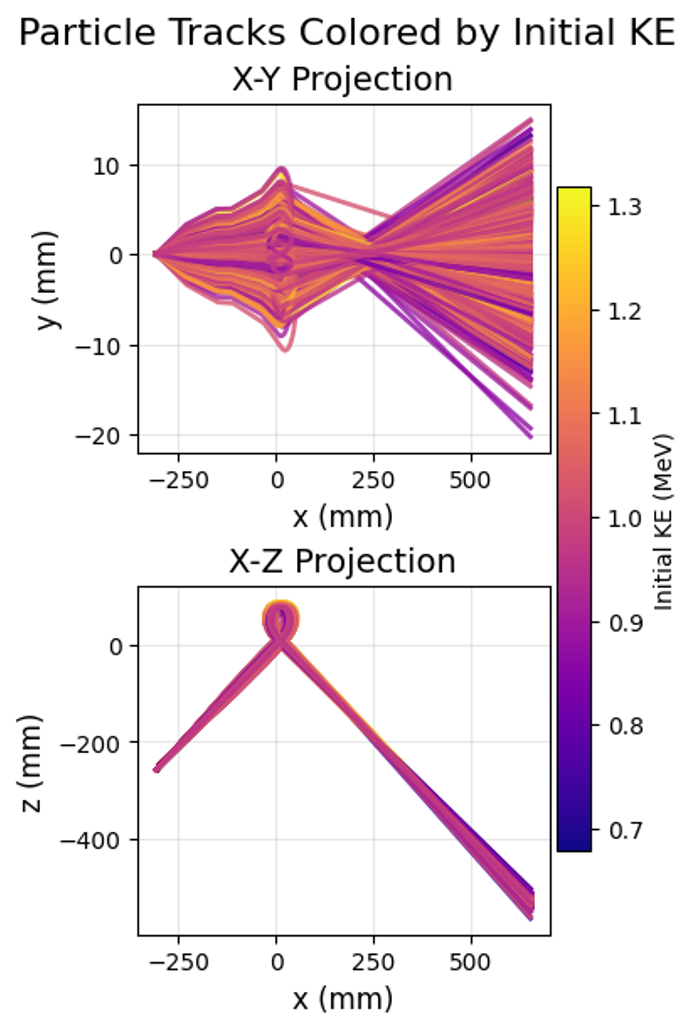 Particle Tracks Colored by Initial KE
X-Y Projection
10
0
−10
−20
y (mm)
−250
0
250
500
x (mm)
X-Z Projection
0
−200
−400
z (mm)
−250
0
250
500
x (mm)
1.3
1.2
1.1
1.0
0.9
0.8
0.7
Initial KE (MeV)